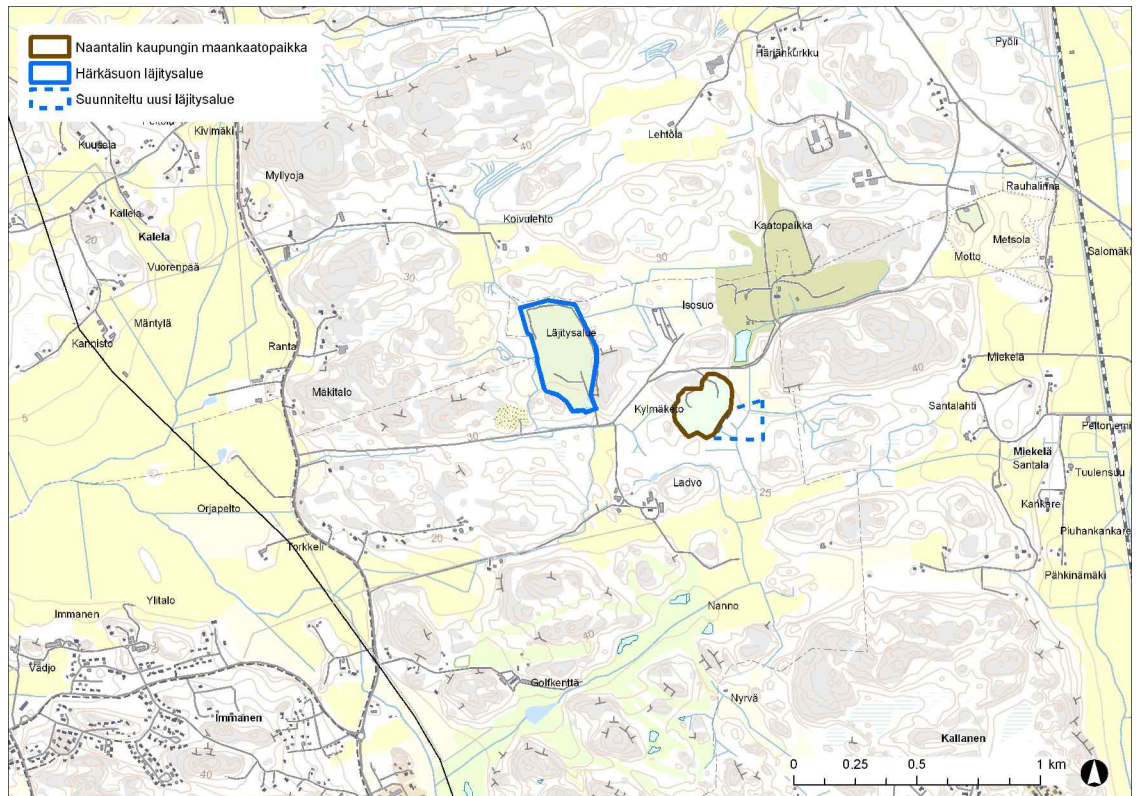 Naantalin kaupungin maankaatopaikka
Härkäsuon läjitysalue
Suunniteltu uusi läjitysalue
Pyöli
Härjänkurkku
Kivimäki
Lehtola
Kuusela
Myllyoja
Rauhalinna
Kallela
Koivulehto
Kaatopaikka
Kalela
Metsola
Salomäki
Motto
Vuorenpää
30
20
30
Isosuo
Mäntylä
Läjitysalue
Kannisto
Ranta
Miekelä
40
Mäkitalo
Kylmäketo
Santalahti
5
30
Miekelä
Santala
Ladvo
25
Tuulensuu
Orjapelto
Kankare
20
Piuhankankare
Torkkeli
Pähkinämäki
Ylitalo
Nanno
Immanen
40
Vadjo
Golfkenttä
Nyrvä
Immanen
Kallanen
40
0 0.25 0.5 1 km